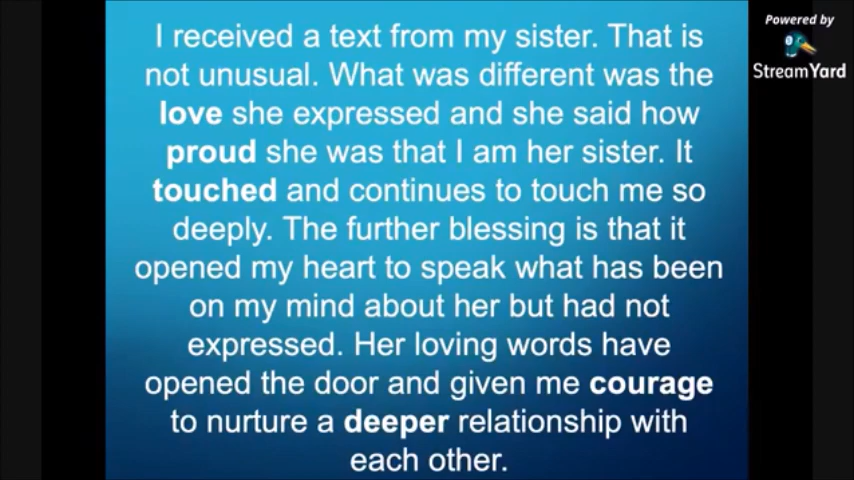 I received a text from my sister. That is
not unusual. What was different was the
love she expressed and she said how
proud she was that I am her sister. It
touched and continues to touch me so
deeply. The further blessing is that it
opened my heart to speak what has been
on my mind about her but had not
expressed. Her loving words have
opened the door and given me courage
to nurture a deeper relationship with
each other.
Powered by
StreamYard